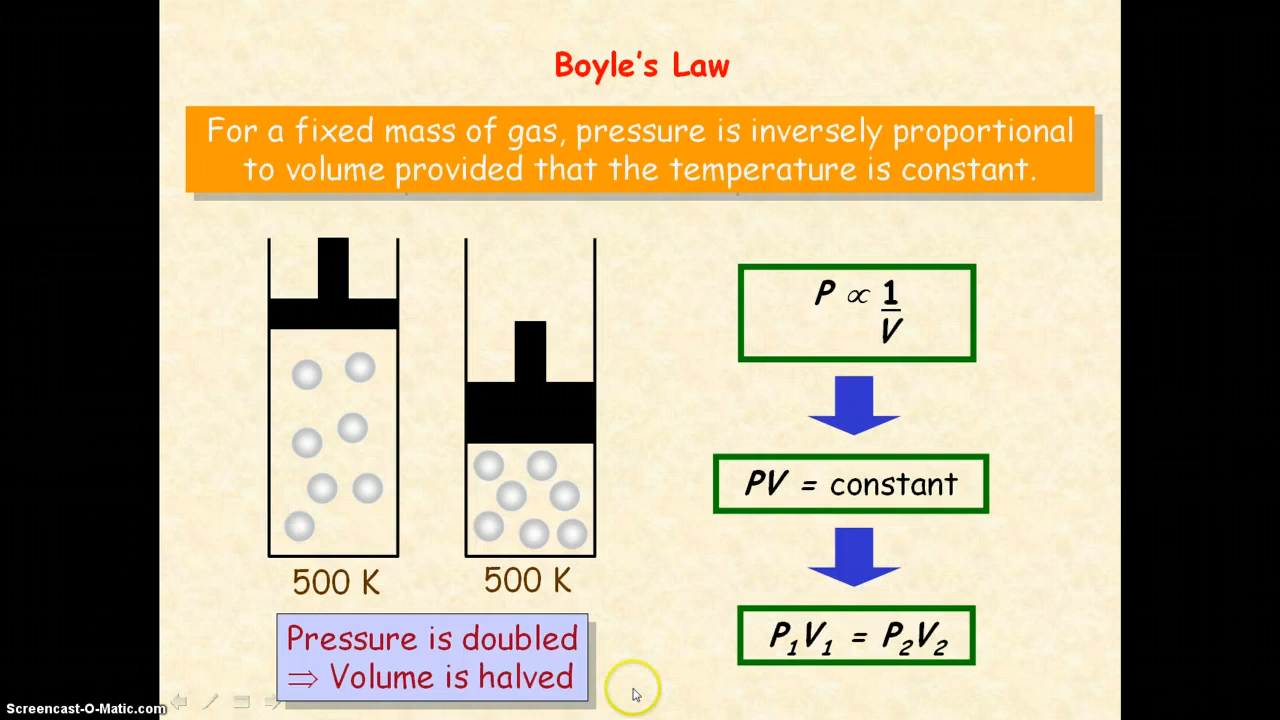 Boyle's Law
For a fixed mass of gas, pressure is inversely proportional
to volume provided that the temperature is constant.
P ∝ 1
V
PV = constant
P₁V₁ = P₂V₂
500 K
500 K
Pressure is doubled
⇒ Volume is halved
Screencast-O-Matic.com